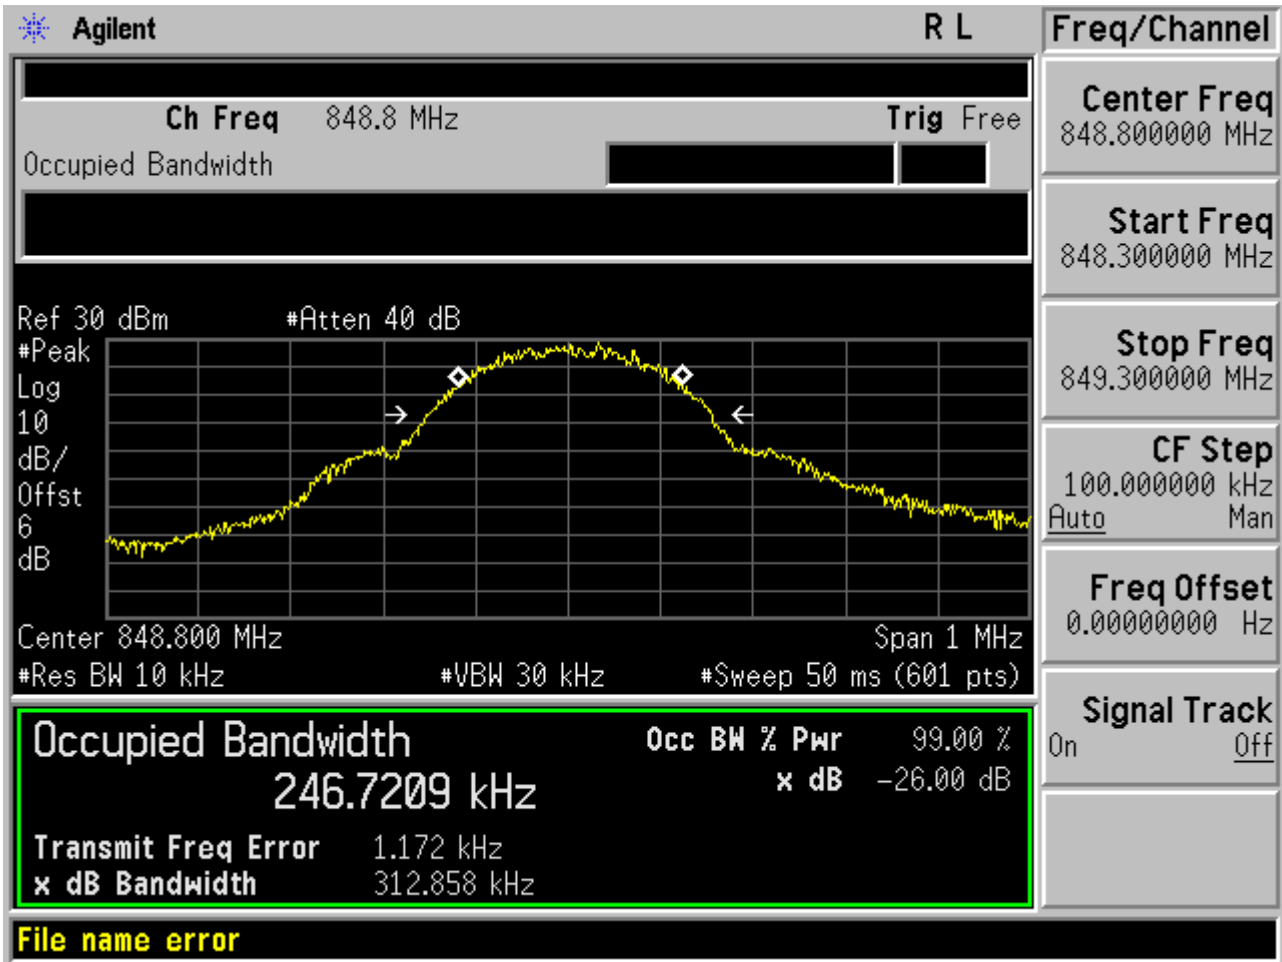 Agilent R L Freq/Channel
Ch Freq 848.8 MHz Trig Free
Occupied Bandwidth
Center Freq
848.800000 MHz
Start Freq
848.300000 MHz
Stop Freq
849.300000 MHz
CF Step
100.000000 kHz
Auto Man
Freq Offset
0.00000000 Hz
Signal Track
On Off
Ref 30 dBm #Atten 40 dB
#Peak
Log
10
dB/
Offst
6
dB
Center 848.800 MHz Span 1 MHz
#Res BW 10 kHz #VBW 30 kHz #Sweep 50 ms (601 pts)
Occupied Bandwidth Occ BW % Pwr 99.00 %
246.7209 kHz x dB -26.00 dB
Transmit Freq Error 1.172 kHz
x dB Bandwidth 312.858 kHz
File name error